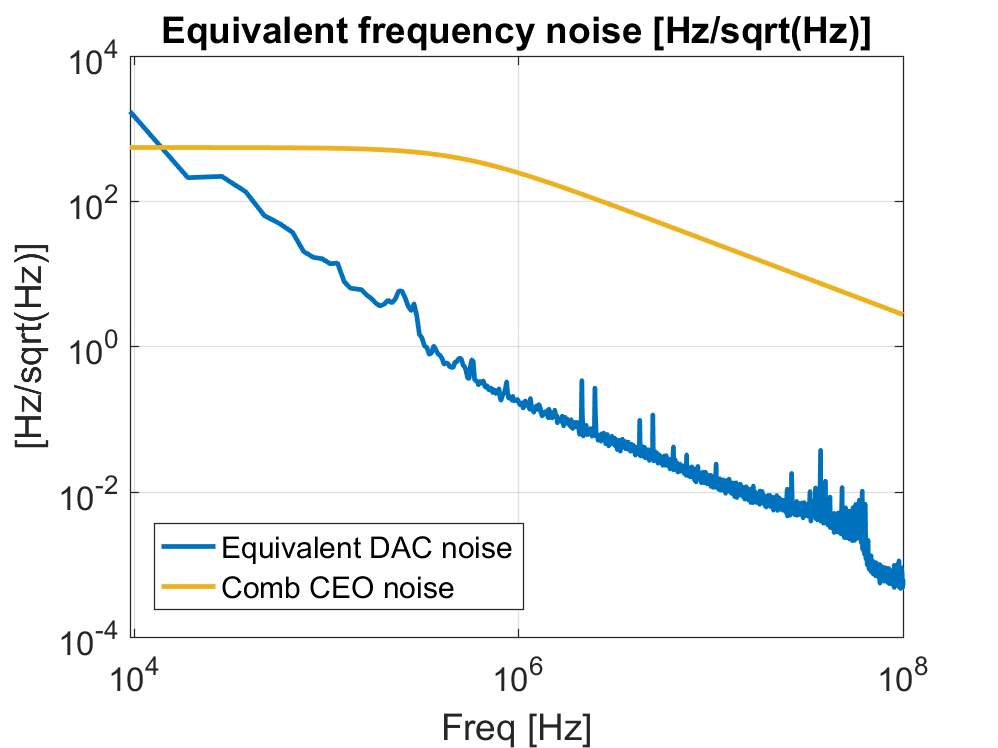 Equivalent frequency noise [Hz/sqrt(Hz)]
10^4
10^2
10^0
10^-2
10^-4
[Hz/sqrt(Hz)]
Equivalent DAC noise
Comb CEO noise
10^4 10^6 10^8
Freq [Hz]